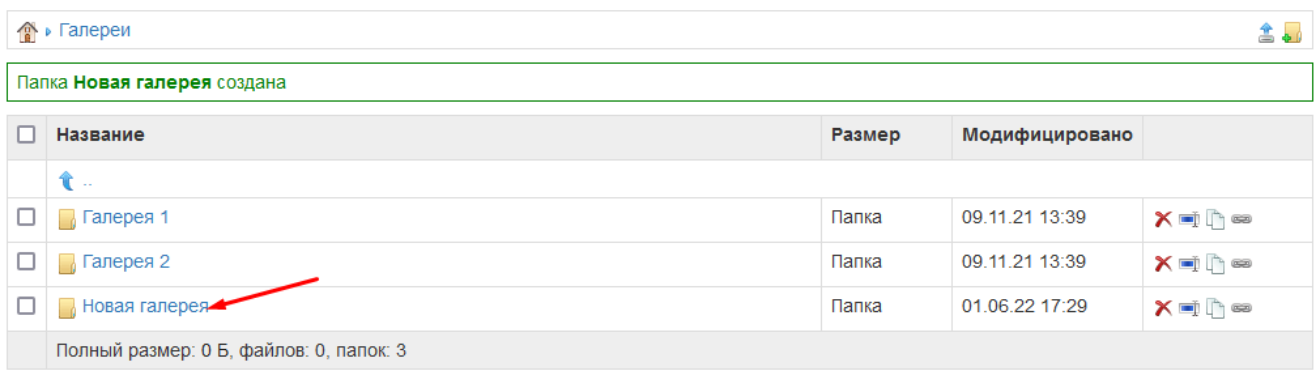 Галереи
Папка Новая галерея создана
Название Размер Модифицировано
..
Галерея 1 Папка 09.11.21 13:39
Галерея 2 Папка 09.11.21 13:39
Новая галерея Папка 01.06.22 17:29
Полный размер: 0 Б, файлов: 0, папок: 3